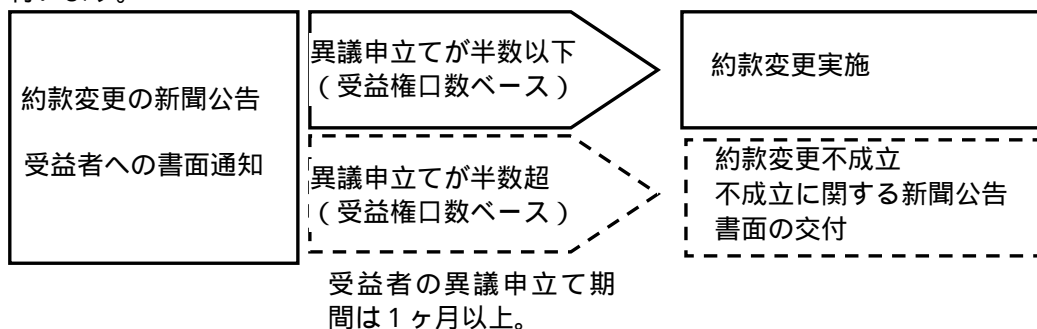 約款変更の新聞公告
受益者への書面通知
異議申立てが半数以下
（受益権口数ベース）
約款変更実施
異議申立てが半数超
（受益権口数ベース）
約款変更不成立
不成立に関する新聞公告
書面の交付
受益者の異議申立て期
間は１ヶ月以上。